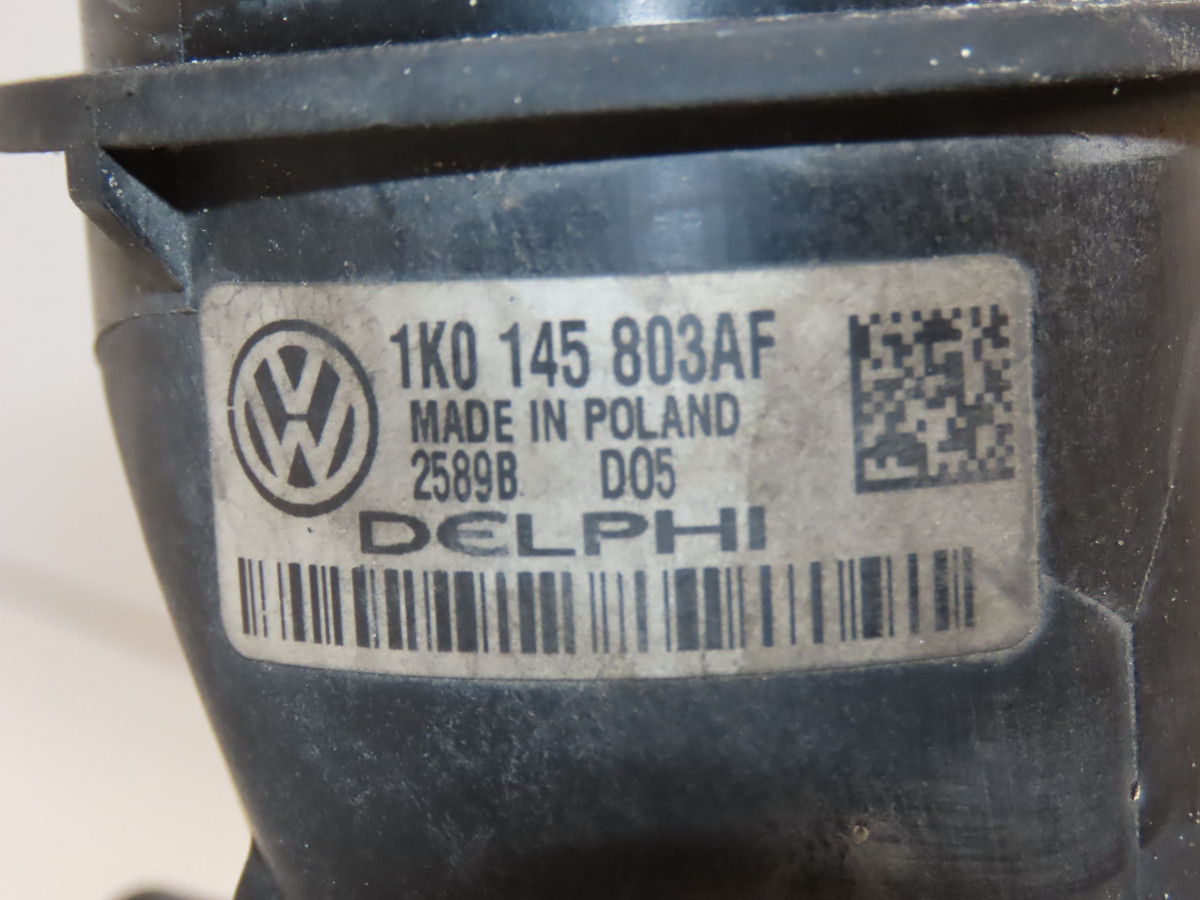 1K0 145 803AF
MADE IN POLAND
2589B D05
DELPHI